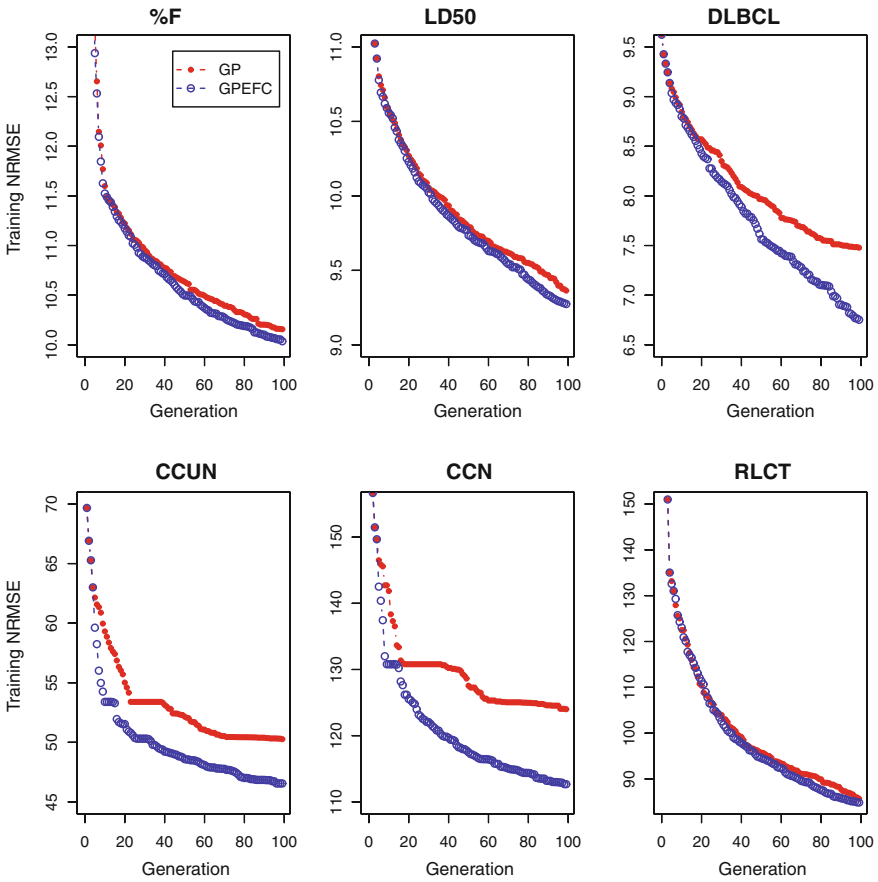 %F
LD50
DLBCL
Training NRMSE
13.0
12.5
12.0
11.5
11.0
10.5
10.0
GP
GPEFC
0 20 40 60 80 100
Generation
11.0
10.5
10.0
9.5
9.0
0 20 40 60 80 100
Generation
9.5
9.0
8.5
8.0
7.5
7.0
6.5
0 20 40 60 80 100
Generation
CCUN
CCN
RLCT
Training NRMSE
70
65
60
55
50
45
0 20 40 60 80 100
Generation
150
140
130
120
110
0 20 40 60 80 100
Generation
150
140
130
120
110
100
90
0 20 40 60 80 100
Generation